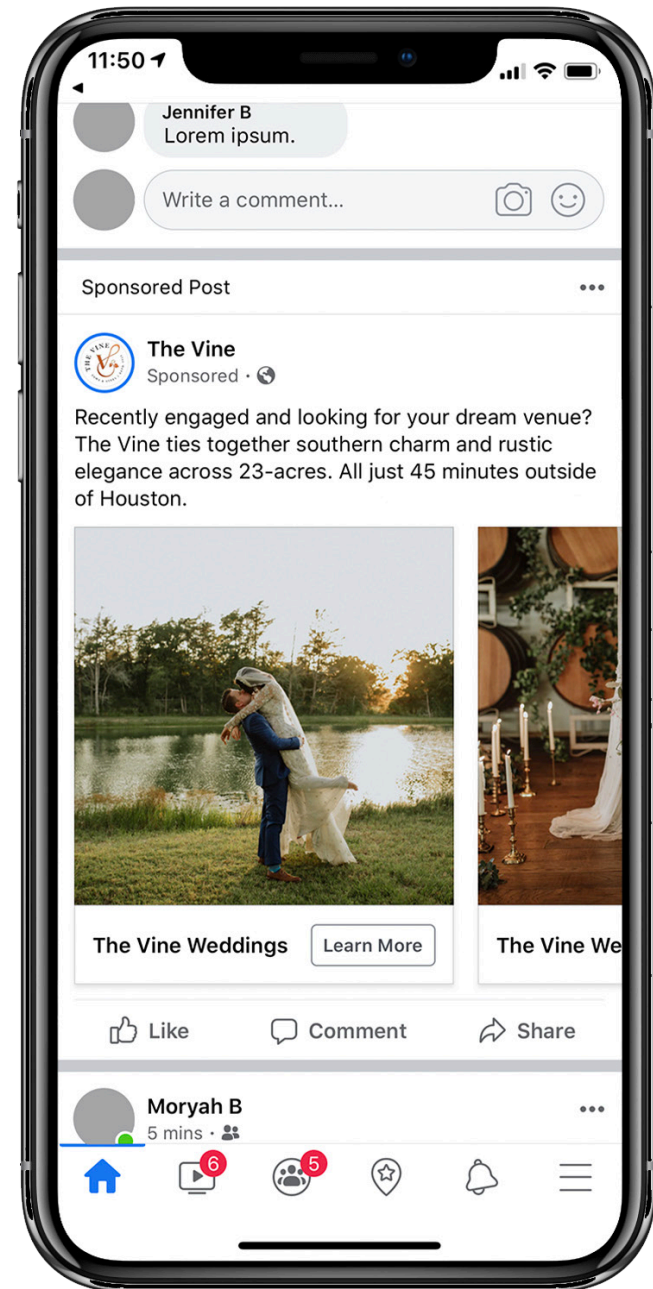 11:50
Jennifer B
Lorem ipsum.
Write a comment...
Sponsored Post
THE VINE
The Vine
Sponsored ·
Recently engaged and looking for your dream venue?
The Vine ties together southern charm and rustic
elegance across 23-acres. All just 45 minutes outside
of Houston.
The Vine Weddings
Learn More
The Vine We
Like
Comment
Share
Moryah B
5 mins ·
6
5